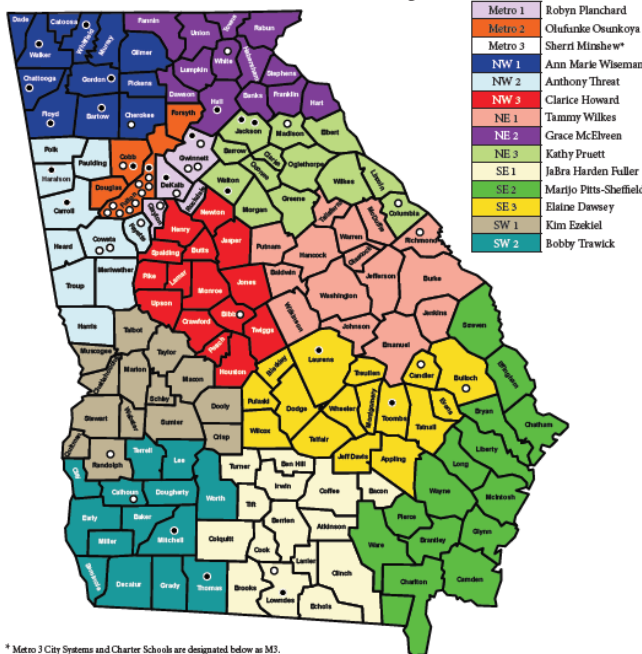 Metro 1 Robyn Planchard
Metro 2 Olufunke Osunkoya
Metro 3 Sherri Minshew*
NW 1 Ann Marie Wiseman
NW 2 Anthony Threat
NW 3 Clarice Howard
NE 1 Tammy Wilkes
NE 2 Grace McElveen
NE 3 Kathy Pruett
SE 1 JaBra Harden Fuller
SE 2 Marijo Pitts-Sheffield
SE 3 Elaine Dawsey
SW 1 Kim Ezekiel
SW 2 Bobby Trawick
Dade
Catoosa
Whitfield
Murray
Fannin
Union
Towns
Rabun
Walker
Gilmer
White
Habersham
Lumpkin
Stephens
Chattooga
Gordon
Pickens
Dawson
Banks
Franklin
Hart
Floyd
Bartow
Cherokee
Forsyth
Hall
Jackson
Madison
Elbert
Polk
Paulding
Cobb
Gwinnett
Barrow
Clarke
Oconee
Oglethorpe
Wilkes
Lincoln
Haralson
Douglas
Fulton
DeKalb
Rockdale
Walton
Morgan
Greene
Taliaferro
McDuffie
Columbia
Carroll
Clayton
Fayette
Henry
Newton
Jasper
Putnam
Hancock
Warren
Glascock
Richmond
Heard
Coweta
Spalding
Butts
Baldwin
Jefferson
Burke
Troup
Meriwether
Pike
Lamar
Monroe
Jones
Wilkinson
Washington
Jenkins
Screven
Harris
Upson
Crawford
Bibb
Twiggs
Johnson
Emanuel
Talbot
Taylor
Peach
Houston
Bleckley
Laurens
Treutlen
Candler
Bulloch
Effingham
Muscogee
Chattahoochee
Marion
Macon
Schley
Dooly
Pulaski
Dodge
Wheeler
Montgomery
Toombs
Evans
Tattnall
Bryan
Chatham
Stewart
Webster
Sumter
Crisp
Wilcox
Telfair
Jeff Davis
Appling
Long
Liberty
Quitman
Randolph
Terrell
Lee
Turner
Ben Hill
Irwin
Coffee
Bacon
Wayne
McIntosh
Clay
Calhoun
Dougherty
Worth
Tift
Pierce
Early
Baker
Mitchell
Colquitt
Berrien
Atkinson
Ware
Brantley
Glynn
Miller
Cook
Lanier
Clinch
Charlton
Camden
Seminole
Decatur
Grady
Thomas
Brooks
Lowndes
Echols
* Metro 3 City Systems and Charter Schools are designated below as M3.